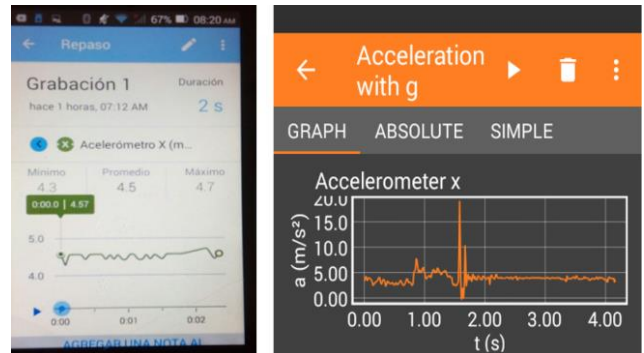 67% 08:20 AM
Repaso
Grabación 1
Duración
hace 1 horas, 07:12 AM
2 s
Acelerómetro X (m...
Mínimo Promedio Máximo
4.3 4.5 4.7
0:00.0 | 4.57
5.0
4.0
0:00 0:01 0:02
AGREGAR UNA NOTA AL
Acceleration
with g
GRAPH ABSOLUTE SIMPLE
Accelerometer x
20.0
15.0
10.0
5.00
0.00
a (m/s²)
0.00 1.00 2.00 3.00 4.00
t (s)